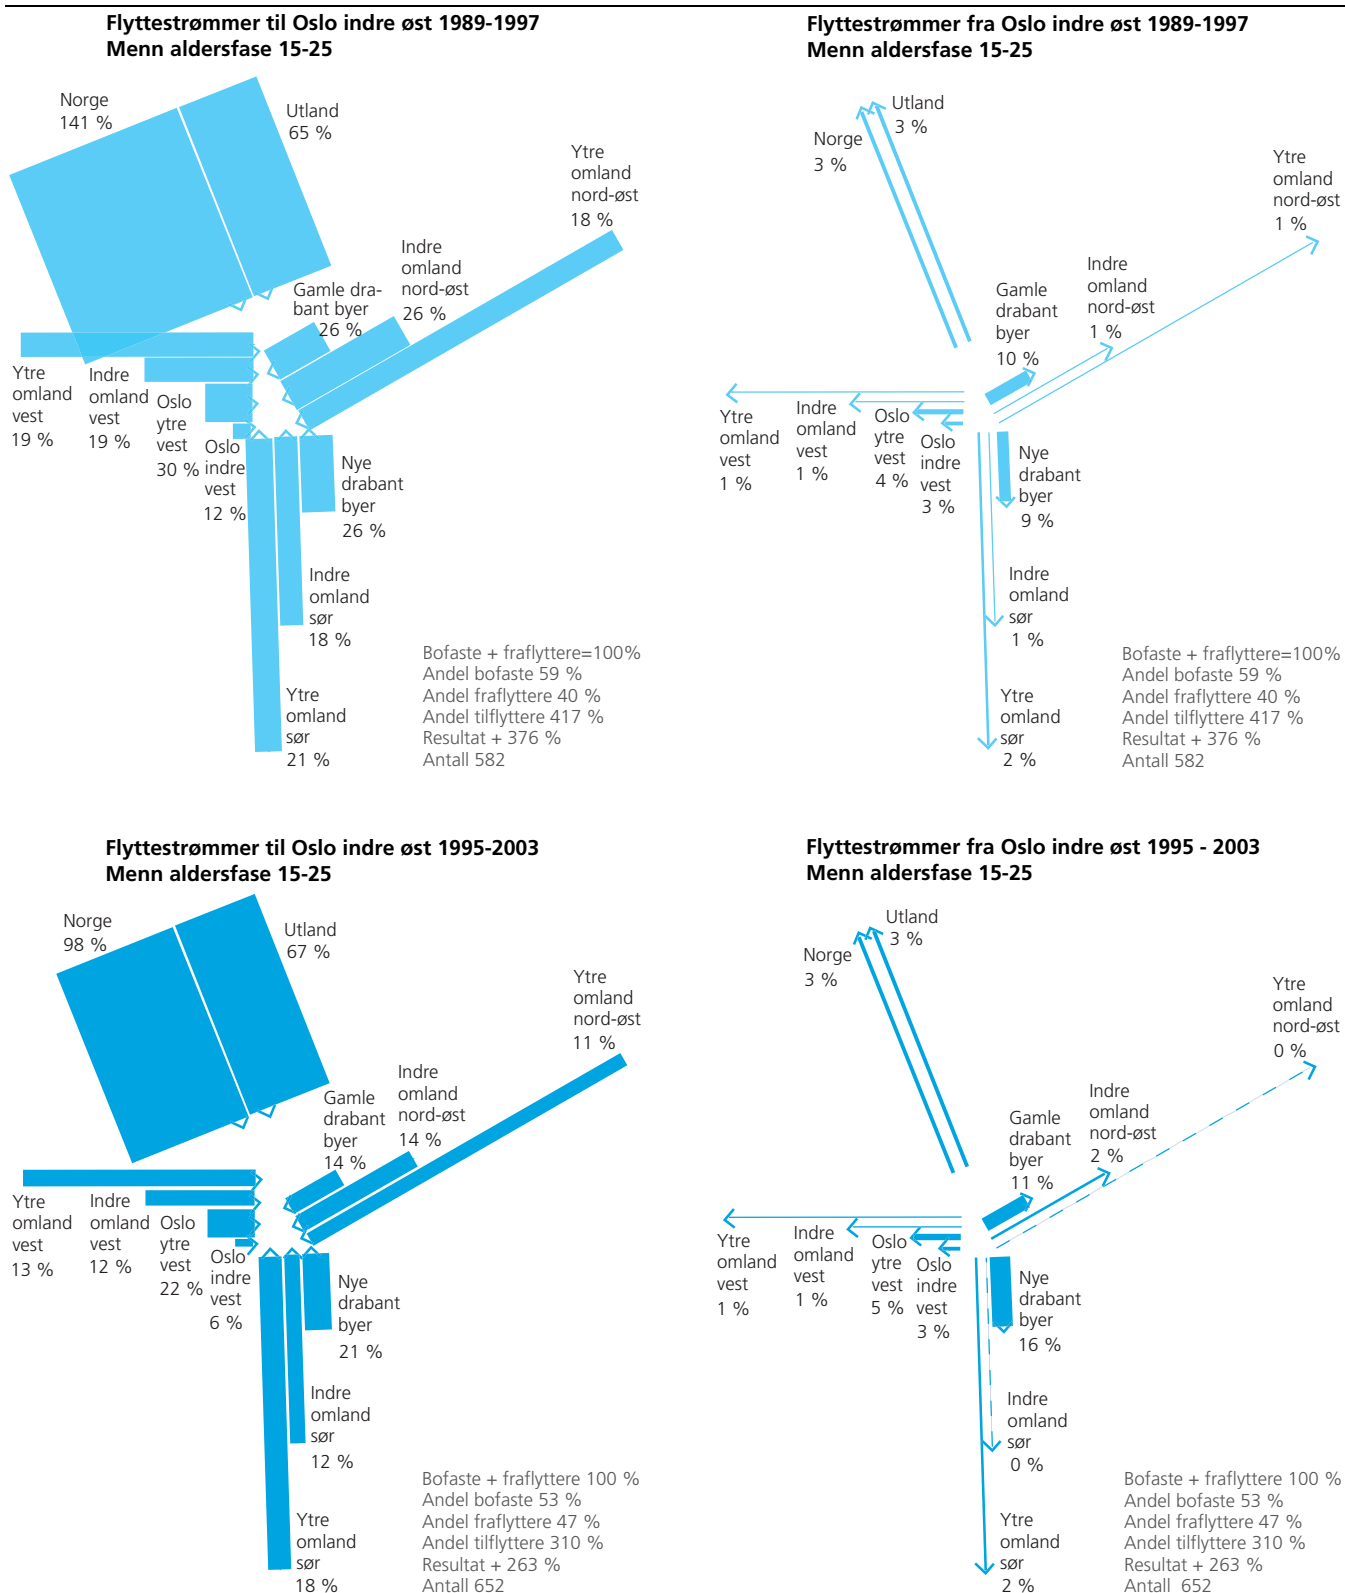 Flyttestrømmer til Oslo indre øst 1989-1997
Menn aldersfase 15-25
Norge
141 %
Utland
65 %
Ytre
omland
nord-øst
18 %
Indre
omland
nord-øst
26 %
Gamle dra-
bant byer
26 %
Ytre
omland
vest
19 %
Indre
omland
vest
19 %
Oslo
ytre
vest
30 %
Oslo
indre
vest
12 %
Nye
drabant
byer
26 %
Indre
omland
sør
18 %
Ytre
omland
sør
21 %
Bofaste + fraflyttere=100%
Andel bofaste 59 %
Andel fraflyttere 40 %
Andel tilflyttere 417 %
Resultat + 376 %
Antall 582
Flyttestrømmer fra Oslo indre øst 1989-1997
Menn aldersfase 15-25
Utland
3 %
Norge
3 %
Ytre
omland
nord-øst
1 %
Indre
omland
nord-øst
1 %
Gamle
drabant
byer
10 %
Ytre
omland
vest
1 %
Indre
omland
vest
1 %
Oslo
ytre
vest
4 %
Oslo
indre
vest
3 %
Nye
drabant
byer
9 %
Indre
omland
sør
1 %
Ytre
omland
sør
2 %
Bofaste + fraflyttere=100%
Andel bofaste 59 %
Andel fraflyttere 40 %
Andel tilflyttere 417 %
Resultat + 376 %
Antall 582
Flyttestrømmer til Oslo indre øst 1995-2003
Menn aldersfase 15-25
Norge
98 %
Utland
67 %
Ytre
omland
nord-øst
11 %
Indre
omland
nord-øst
14 %
Gamle
drabant
byer
14 %
Ytre
omland
vest
13 %
Indre
omland
vest
12 %
Oslo
ytre
vest
22 %
Oslo
indre
vest
6 %
Nye
drabant
byer
21 %
Indre
omland
sør
12 %
Ytre
omland
sør
18 %
Bofaste + fraflyttere 100 %
Andel bofaste 53 %
Andel fraflyttere 47 %
Andel tilflyttere 310 %
Resultat + 263 %
Antall 652
Flyttestrømmer fra Oslo indre øst 1995 - 2003
Menn aldersfase 15-25
Utland
3 %
Norge
3 %
Ytre
omland
nord-øst
0 %
Indre
omland
nord-øst
2 %
Gamle
drabant
byer
11 %
Ytre
omland
vest
1 %
Indre
omland
vest
1 %
Oslo
ytre
vest
5 %
Oslo
indre
vest
3 %
Nye
drabant
byer
16 %
Indre
omland
sør
0 %
Ytre
omland
sør
2 %
Bofaste + fraflyttere 100 %
Andel bofaste 53 %
Andel fraflyttere 47 %
Andel tilflyttere 310 %
Resultat + 263 %
Antall 652